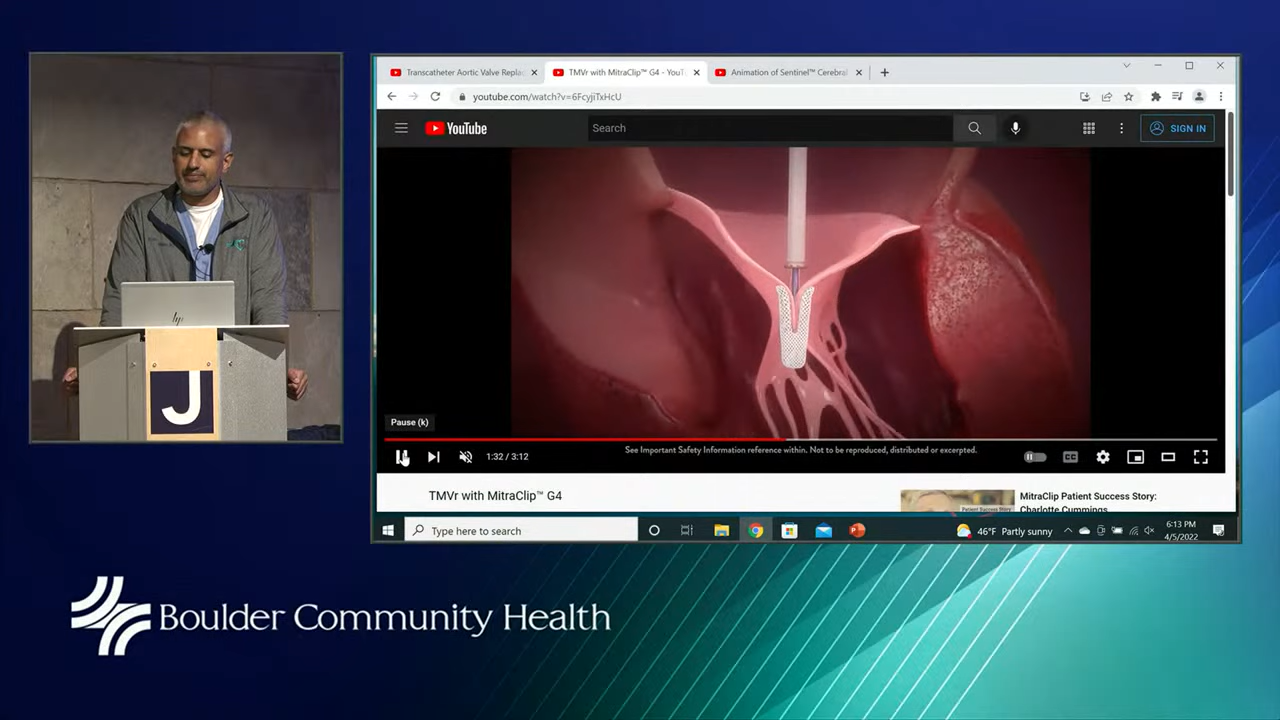 Transcatheter Aortic Valve Repla
TMVr with MitraClip™ G4 - YouT
Animation of Sentinel™ Cerebral
youtube.com/watch?v=6FcyjiTxHcU
YouTube
Search
SIGN IN
Pause (k)
1:32 / 3:12
See Important Safety Information reference within. Not to be reproduced, distributed or excerpted.
CC
TMVr with MitraClip™ G4
MitraClip Patient Success Story:
Charlotte Cummings
Type here to search
46°F Partly sunny
6:13 PM
4/5/2022
hp
J
Boulder Community Health